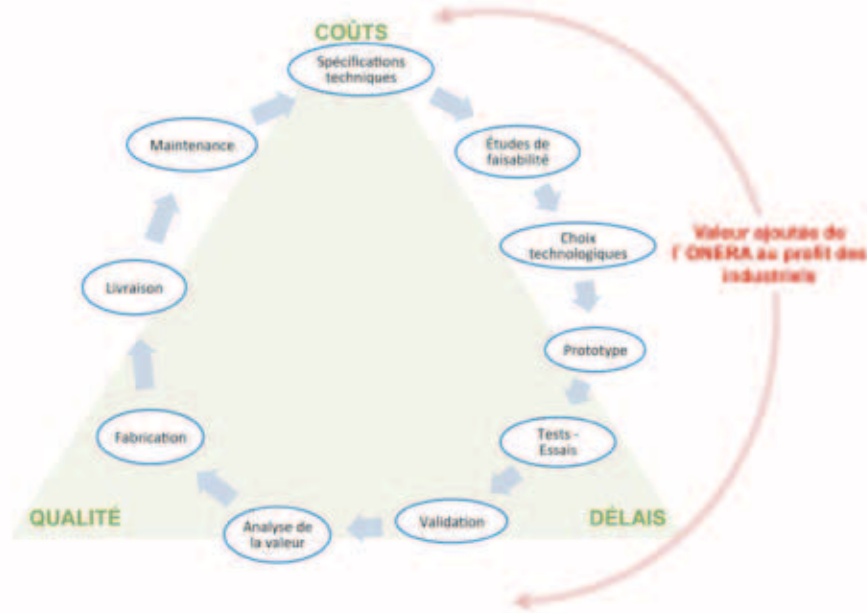 COÛTS
Spécifications
techniques
Études de
faisabilité
Choix
technologiques
Prototype
Tests -
Essais
Validation
Analyse de
la valeur
Fabrication
Livraison
Maintenance
QUALITÉ
DÉLAIS
Valeur ajoutée de
l'ONERA au profit des
industriels